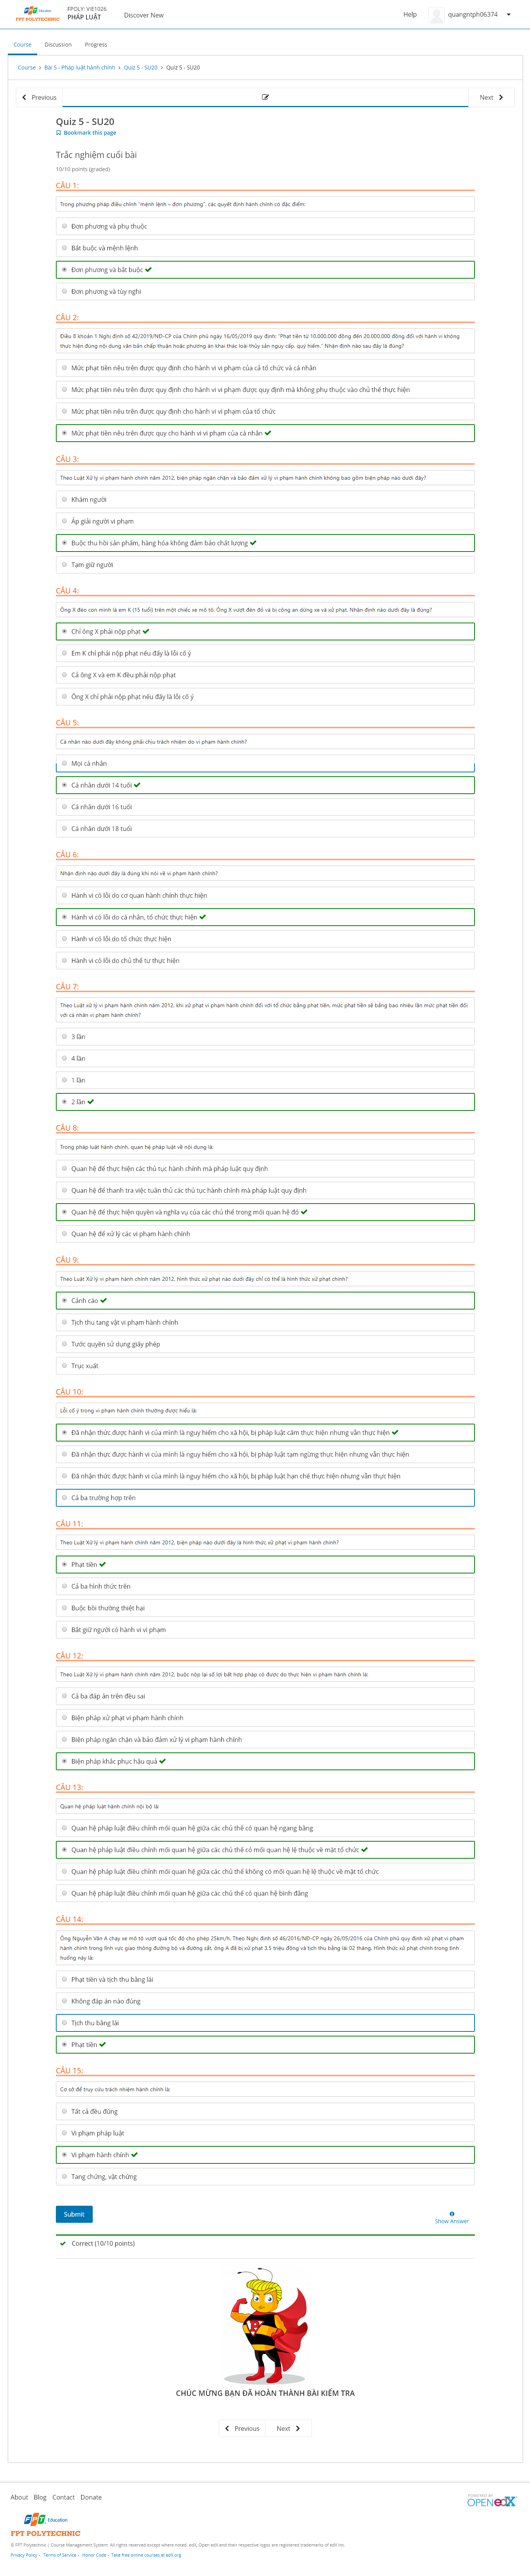 FPT Education
FPT POLYTECHNIC
FPOLY: VIE1026
PHÁP LUẬT
Discover New
Help
quangntph06374
Course
Discussion
Progress
Course › Bài 5 - Pháp luật hành chính › Quiz 5 - SU20 › Quiz 5 - SU20
Previous
Next
Quiz 5 - SU20
Bookmark this page
Trắc nghiệm cuối bài
10/10 points (graded)
CÂU 1:
Trong phương pháp điều chỉnh "mệnh lệnh – đơn phương", các quyết định hành chính có đặc điểm:
Đơn phương và phụ thuộc
Bắt buộc và mệnh lệnh
Đơn phương và bắt buộc
Đơn phương và tùy nghi
CÂU 2:
Điều 8 khoản 1 Nghị định số 42/2019/NĐ-CP của Chính phủ ngày 16/05/2019 quy định: "Phạt tiền từ 10.000.000 đồng đến 20.000.000 đồng đối với hành vi không
thực hiện đúng nội dung văn bản chấp thuận hoặc phương án khai thác loài thủy sản nguy cấp, quý hiếm." Nhận định nào sau đây là đúng?
Mức phạt tiền nêu trên được quy định cho hành vi vi phạm của cả tổ chức và cá nhân
Mức phạt tiền nêu trên được quy định cho hành vi vi phạm được quy định mà không phụ thuộc vào chủ thể thực hiện
Mức phạt tiền nêu trên được quy định cho hành vi vi phạm của tổ chức
Mức phạt tiền nêu trên được quy cho hành vi vi phạm của cá nhân
CÂU 3:
Theo Luật Xử lý vi phạm hành chính năm 2012, biện pháp ngăn chặn và bảo đảm xử lý vi phạm hành chính không bao gồm biện pháp nào dưới đây?
Khám người
Áp giải người vi phạm
Buộc thu hồi sản phẩm, hàng hóa không đảm bảo chất lượng
Tạm giữ người
CÂU 4:
Ông X đèo con mình là em K (15 tuổi) trên một chiếc xe mô tô. Ông X vượt đèn đỏ và bị công an dừng xe và xử phạt. Nhận định nào dưới đây là đúng?
Chỉ ông X phải nộp phạt
Em K chỉ phải nộp phạt nếu đấy là lỗi cố ý
Cả ông X và em K đều phải nộp phạt
Ông X chỉ phải nộp phạt nếu đây là lỗi cố ý
CÂU 5:
Cá nhân nào dưới đây không phải chịu trách nhiệm do vi phạm hành chính?
Mọi cá nhân
Cá nhân dưới 14 tuổi
Cá nhân dưới 16 tuổi
Cá nhân dưới 18 tuổi
CÂU 6:
Nhận định nào dưới đây là đúng khi nói về vi phạm hành chính?
Hành vi có lỗi do cơ quan hành chính thực hiện
Hành vi có lỗi do cá nhân, tổ chức thực hiện
Hành vi có lỗi do tổ chức thực hiện
Hành vi có lỗi do chủ thể tư thực hiện
CÂU 7:
Theo Luật xử lý vi phạm hành chính năm 2012, khi xử phạt vi phạm hành chính đối với tổ chức bằng phạt tiền, mức phạt tiền sẽ bằng bao nhiêu lần mức phạt tiền đối
với cá nhân vi phạm hành chính?
3 lần
4 lần
1 lần
2 lần
CÂU 8:
Trong pháp luật hành chính, quan hệ pháp luật về nội dung là:
Quan hệ để thực hiện các thủ tục hành chính mà pháp luật quy định
Quan hệ để thanh tra việc tuân thủ các thủ tục hành chính mà pháp luật quy định
Quan hệ để thực hiện quyền và nghĩa vụ của các chủ thể trong mối quan hệ đó
Quan hệ để xử lý các vi phạm hành chính
CÂU 9:
Theo Luật Xử lý vi phạm hành chính năm 2012, hình thức xử phạt nào dưới đây chỉ có thể là hình thức xử phạt chính?
Cảnh cáo
Tịch thu tang vật vi phạm hành chính
Tước quyền sử dụng giấy phép
Trục xuất
CÂU 10:
Lỗi cố ý trong vi phạm hành chính thường được hiểu là:
Đã nhận thức được hành vi của mình là nguy hiểm cho xã hội, bị pháp luật cấm thực hiện nhưng vẫn thực hiện
Đã nhận thực được hành vi của mình là nguy hiểm cho xã hội, bị pháp luật tạm ngừng thực hiện nhưng vẫn thực hiện
Đã nhận thức được hành vi của mình là nguy hiểm cho xã hội, bị pháp luật hạn chế thực hiện nhưng vẫn thực hiện
Cả ba trường hợp trên
CÂU 11:
Theo Luật Xử lý vi phạm hành chính năm 2012, biện pháp nào dưới đây là hình thức xử phạt vi phạm hành chính?
Phạt tiền
Cả ba hình thức trên
Buộc bồi thường thiệt hại
Bắt giữ người có hành vi vi phạm
CÂU 12:
Theo Luật Xử lý vi phạm hành chính năm 2012, buộc nộp lại số lợi bất hợp pháp có được do thực hiện vi phạm hành chính là:
Cả ba đáp án trên đều sai
Biện pháp xử phạt vi phạm hành chính
Biện pháp ngăn chặn và bảo đảm xử lý vi phạm hành chính
Biện pháp khắc phục hậu quả
CÂU 13:
Quan hệ pháp luật hành chính nội bộ là:
Quan hệ pháp luật điều chỉnh mối quan hệ giữa các chủ thể có quan hệ ngang bằng
Quan hệ pháp luật điều chỉnh mối quan hệ giữa các chủ thể có mối quan hệ lệ thuộc về mặt tổ chức
Quan hệ pháp luật điều chỉnh mối quan hệ giữa các chủ thể không có mối quan hệ lệ thuộc về mặt tổ chức
Quan hệ pháp luật điều chỉnh mối quan hệ giữa các chủ thể có quan hệ bình đẳng
CÂU 14:
Ông Nguyễn Văn A chạy xe mô tô vượt quá tốc độ cho phép 25km/h. Theo Nghị định số 46/2016/NĐ-CP ngày 26/05/2016 của Chính phủ quy định xử phạt vi phạm
hành chính trong lĩnh vực giao thông đường bộ và đường sắt, ông A đã bị xử phạt 3,5 triệu đồng và tịch thu bằng lái 02 tháng. Hình thức xử phạt chính trong tình
huống này là:
Phạt tiền và tịch thu bằng lái
Không đáp án nào đúng
Tịch thu bằng lái
Phạt tiền
CÂU 15:
Cơ sở để truy cứu trách nhiệm hành chính là:
Tất cả đều đúng
Vi phạm pháp luật
Vi phạm hành chính
Tang chứng, vật chứng
Submit
Show Answer
Correct (10/10 points)
CHÚC MỪNG BẠN ĐÃ HOÀN THÀNH BÀI KIỂM TRA
Previous
Next
About Blog Contact Donate
POWERED BY
OPEN edX
FPT Education
FPT POLYTECHNIC
© FPT Polytechnic | Course Management System. All rights reserved except where noted. edX, Open edX and their respective logos are registered trademarks of edX Inc.
Privacy Policy - Terms of Service - Honor Code - Take free online courses at edX.org